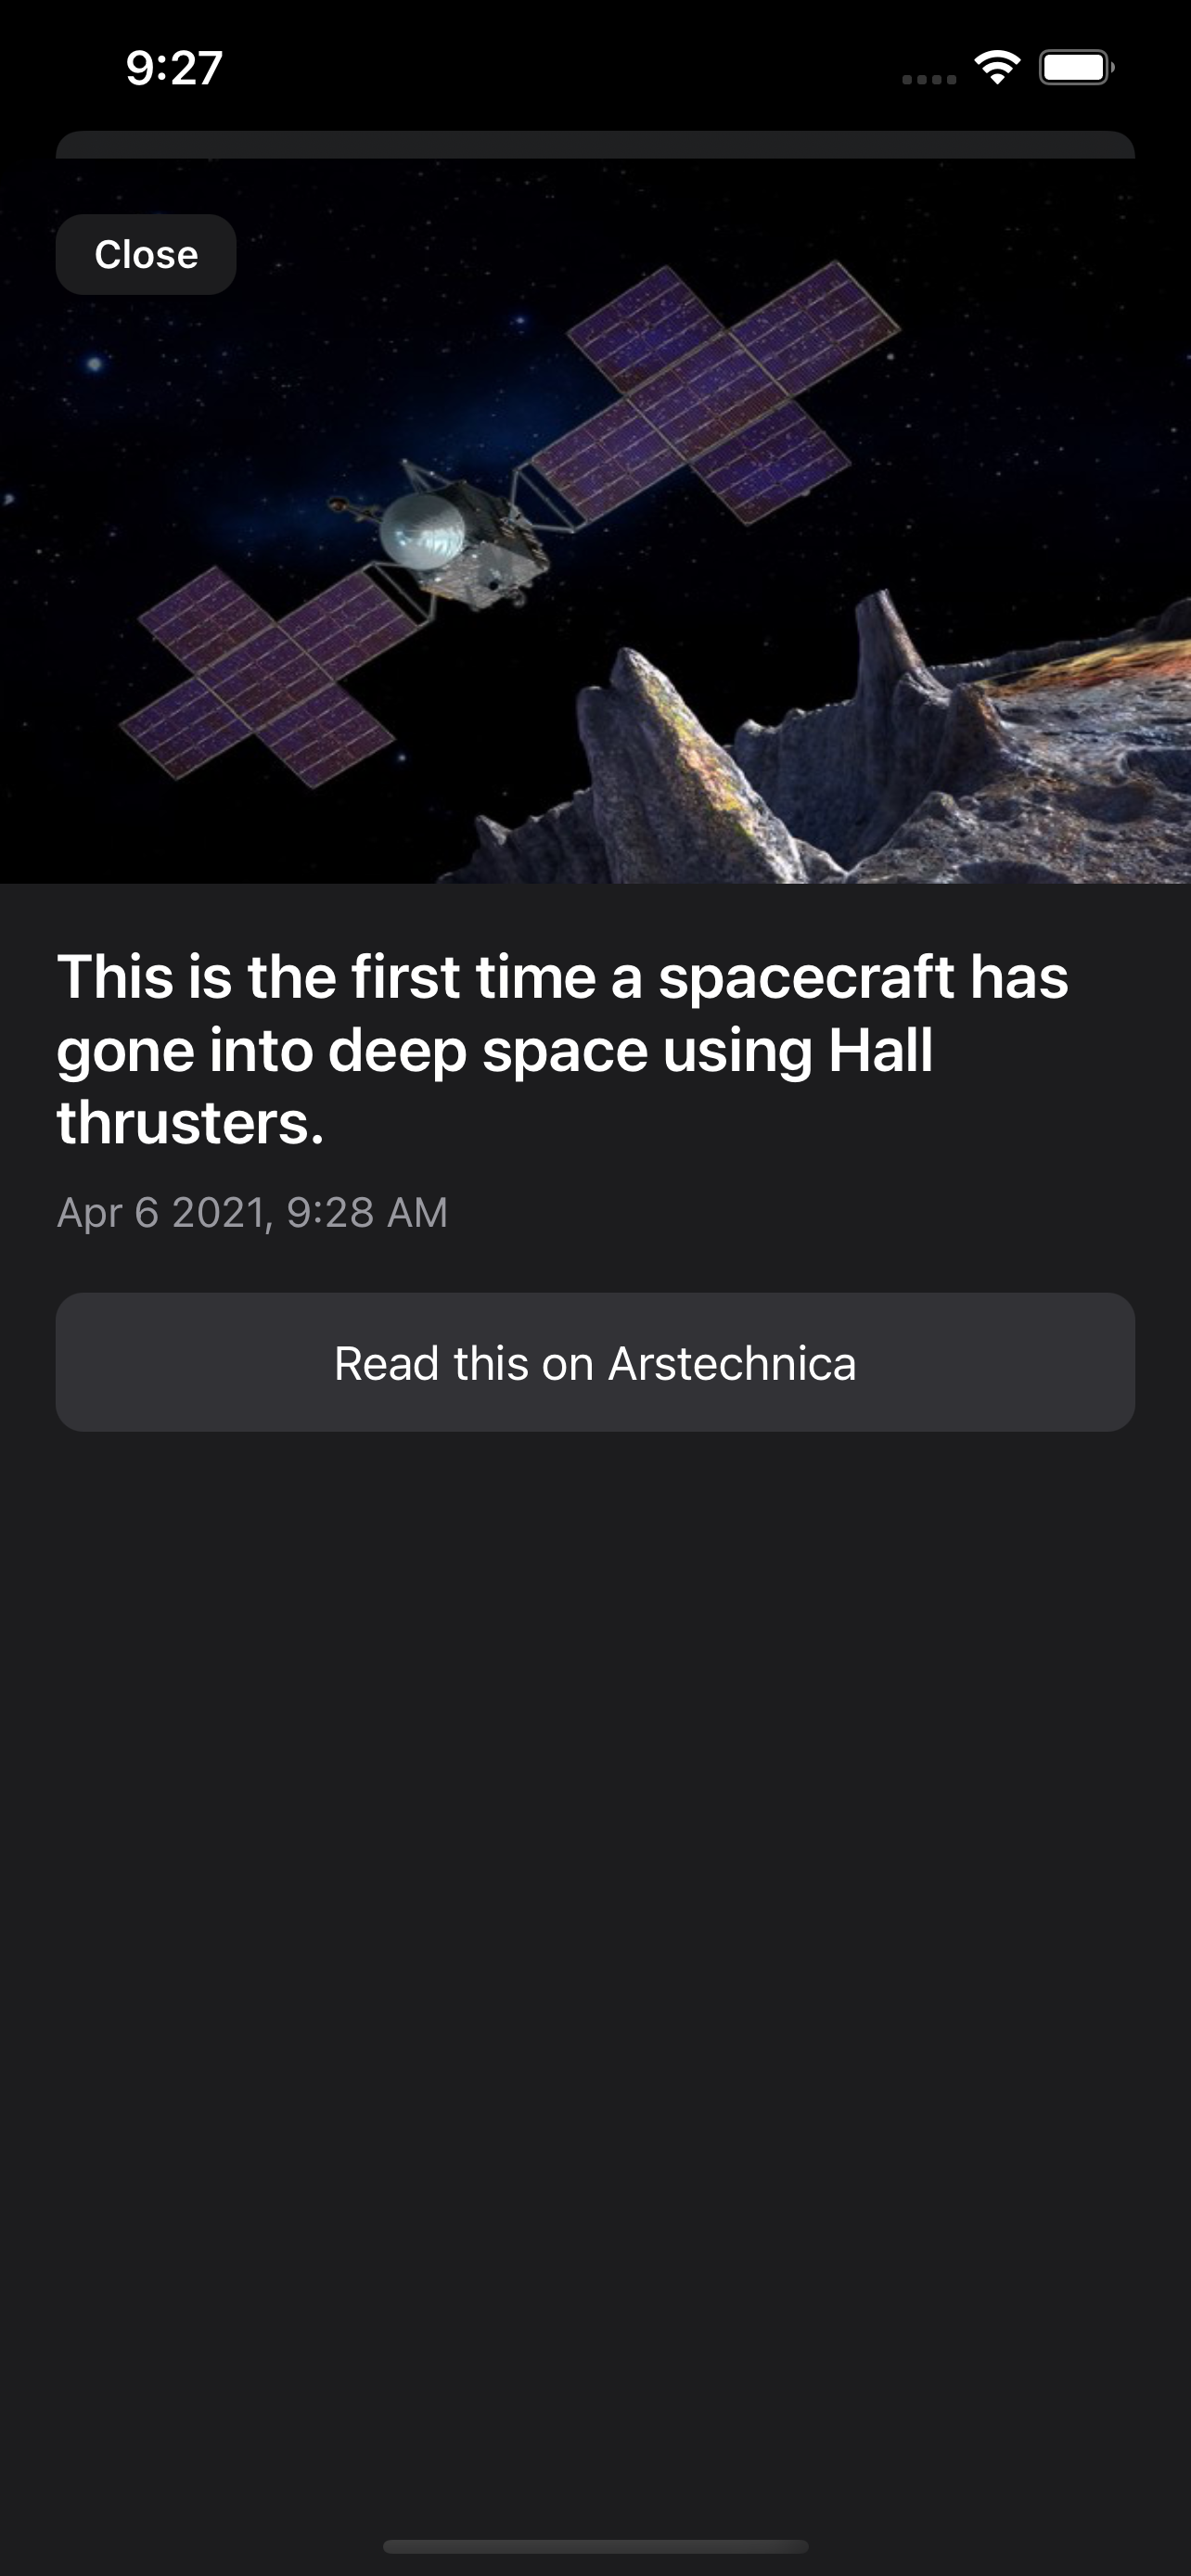 9:27
Close
This is the first time a spacecraft has
gone into deep space using Hall
thrusters.
Apr 6 2021, 9:28 AM
Read this on Arstechnica